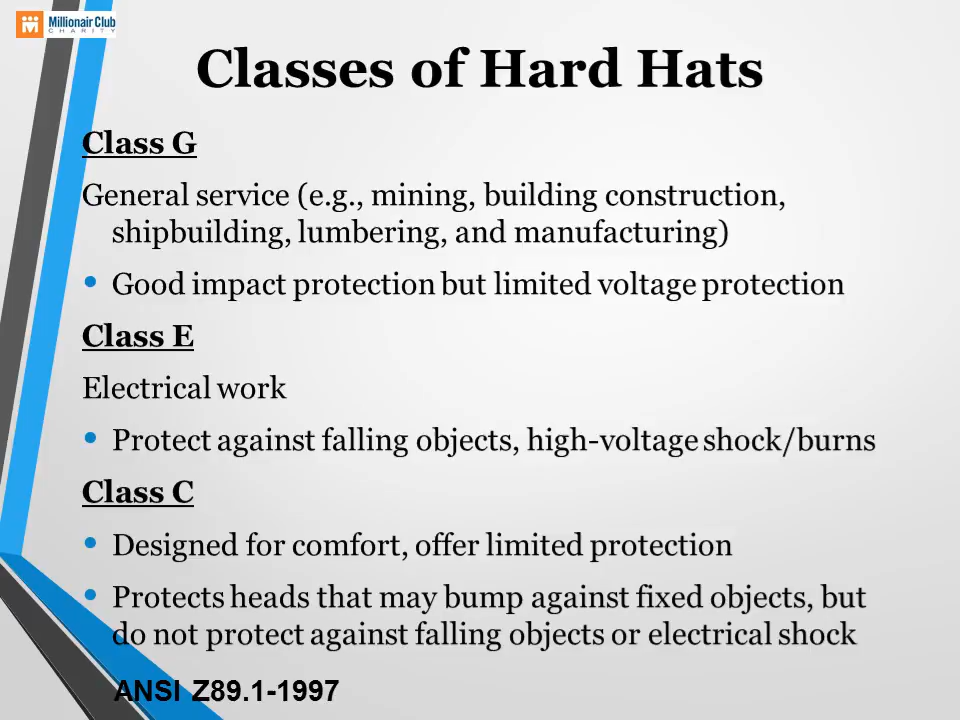 Millionair Club
CHARITY
Classes of Hard Hats
Class G
General service (e.g., mining, building construction,
shipbuilding, lumbering, and manufacturing)
• Good impact protection but limited voltage protection
Class E
Electrical work
• Protect against falling objects, high-voltage shock/burns
Class C
• Designed for comfort, offer limited protection
• Protects heads that may bump against fixed objects, but
do not protect against falling objects or electrical shock
ANSI Z89.1-1997